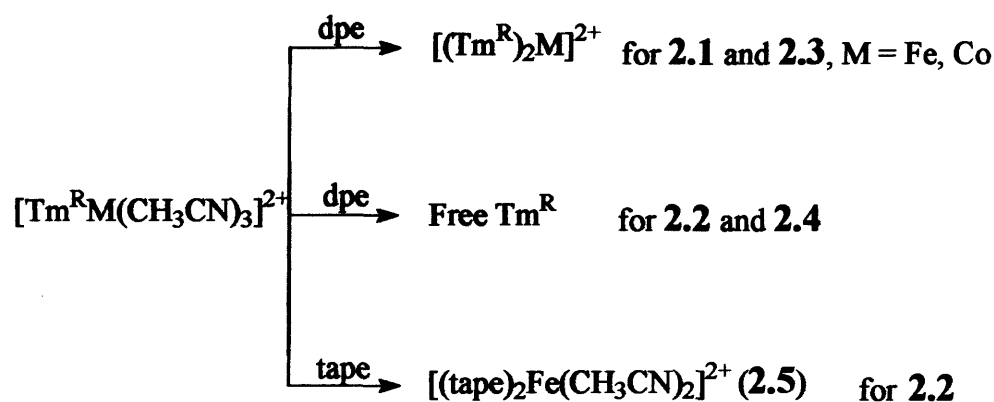 dpe
[(Tm^R)₂M]²⁺ for 2.1 and 2.3, M = Fe, Co
[Tm^RM(CH₃CN)₃]²⁺
dpe
Free Tm^R for 2.2 and 2.4
tape
[(tape)₂Fe(CH₃CN)₂]²⁺ (2.5) for 2.2